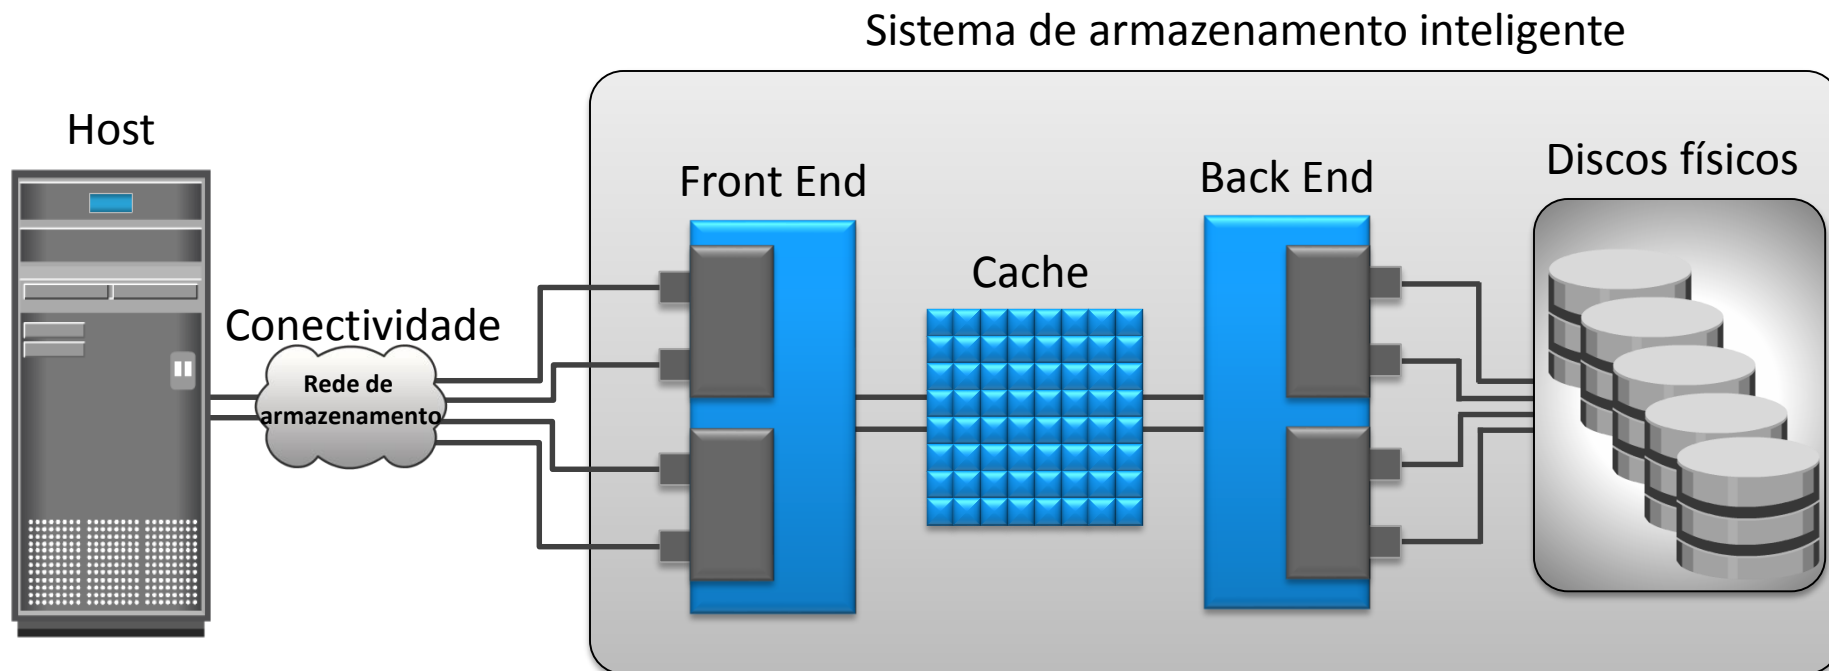 Sistema de armazenamento inteligente
Host
Front End
Back End
Discos físicos
Cache
Conectividade
Rede de
armazenamento